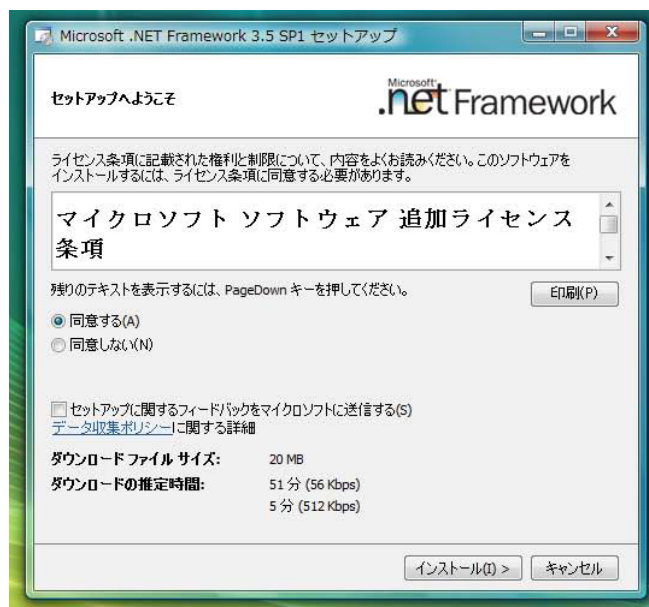 Microsoft .NET Framework 3.5 SP1 セットアップ
セットアップへようこそ
Microsoft
.net Framework
ライセンス条項に記載された権利と制限について、内容をよくお読みください。このソフトウェアを
インストールするには、ライセンス条項に同意する必要があります。
マイクロソフト ソフトウェア 追加ライセンス
条項
残りのテキストを表示するには、PageDown キーを押してください。
印刷(P)
同意する(A)
同意しない(N)
セットアップに関するフィードバックをマイクロソフトに送信する(S)
データ収集ポリシーに関する詳細
ダウンロード ファイル サイズ: 20 MB
ダウンロードの推定時間: 51 分 (56 Kbps)
5 分 (512 Kbps)
インストール(I) > キャンセル